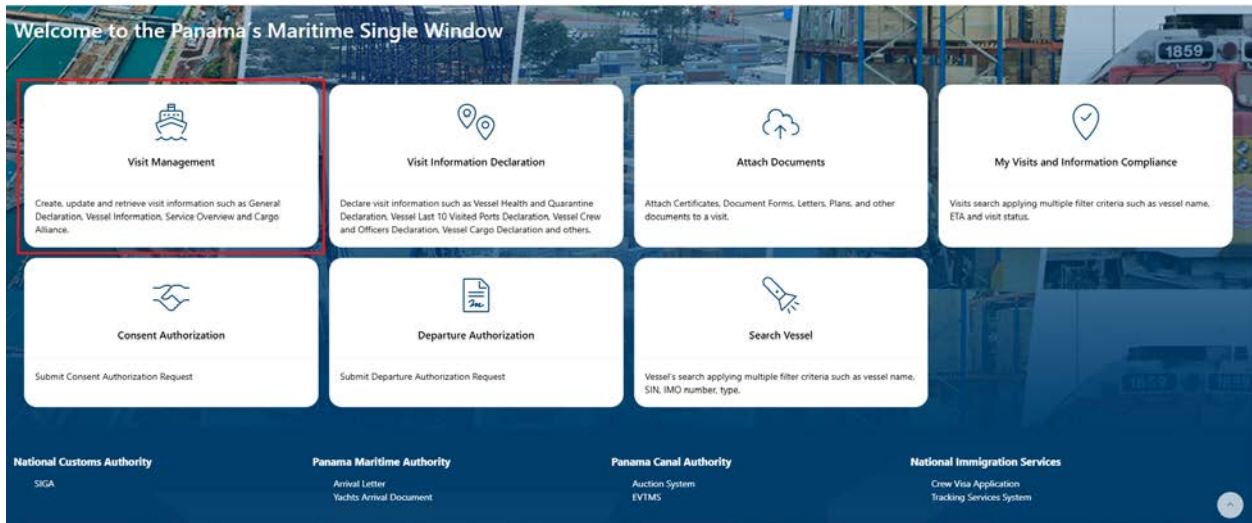 Welcome to the Panama´s Maritime Single Window
1859
Visit Management
Create, update and retrieve visit information such as General
Declaration, Vessel Information, Service Overview and Cargo
Alliance.
Visit Information Declaration
Declare visit information such as Vessel Health and Quarantine
Declaration, Vessel Last 10 Visited Ports Declaration, Vessel Crew
and Officers Declaration, Vessel Cargo Declaration and others.
Attach Documents
Attach Certificates, Document Forms, Letters, Plans, and other
documents to a visit.
My Visits and Information Compliance
Visits search applying multiple filter criteria such as vessel name,
ETA and visit status.
Consent Authorization
Submit Consent Authorization Request
Departure Authorization
Submit Departure Authorization Request
Search Vessel
Vessel's search applying multiple filter criteria such as vessel name,
SIN, IMO number, type.
National Customs Authority
SIGA
Panama Maritime Authority
Arrival Letter
Yachts Arrival Document
Panama Canal Authority
Auction System
EVTMS
National Immigration Services
Crew Visa Application
Tracking Services System